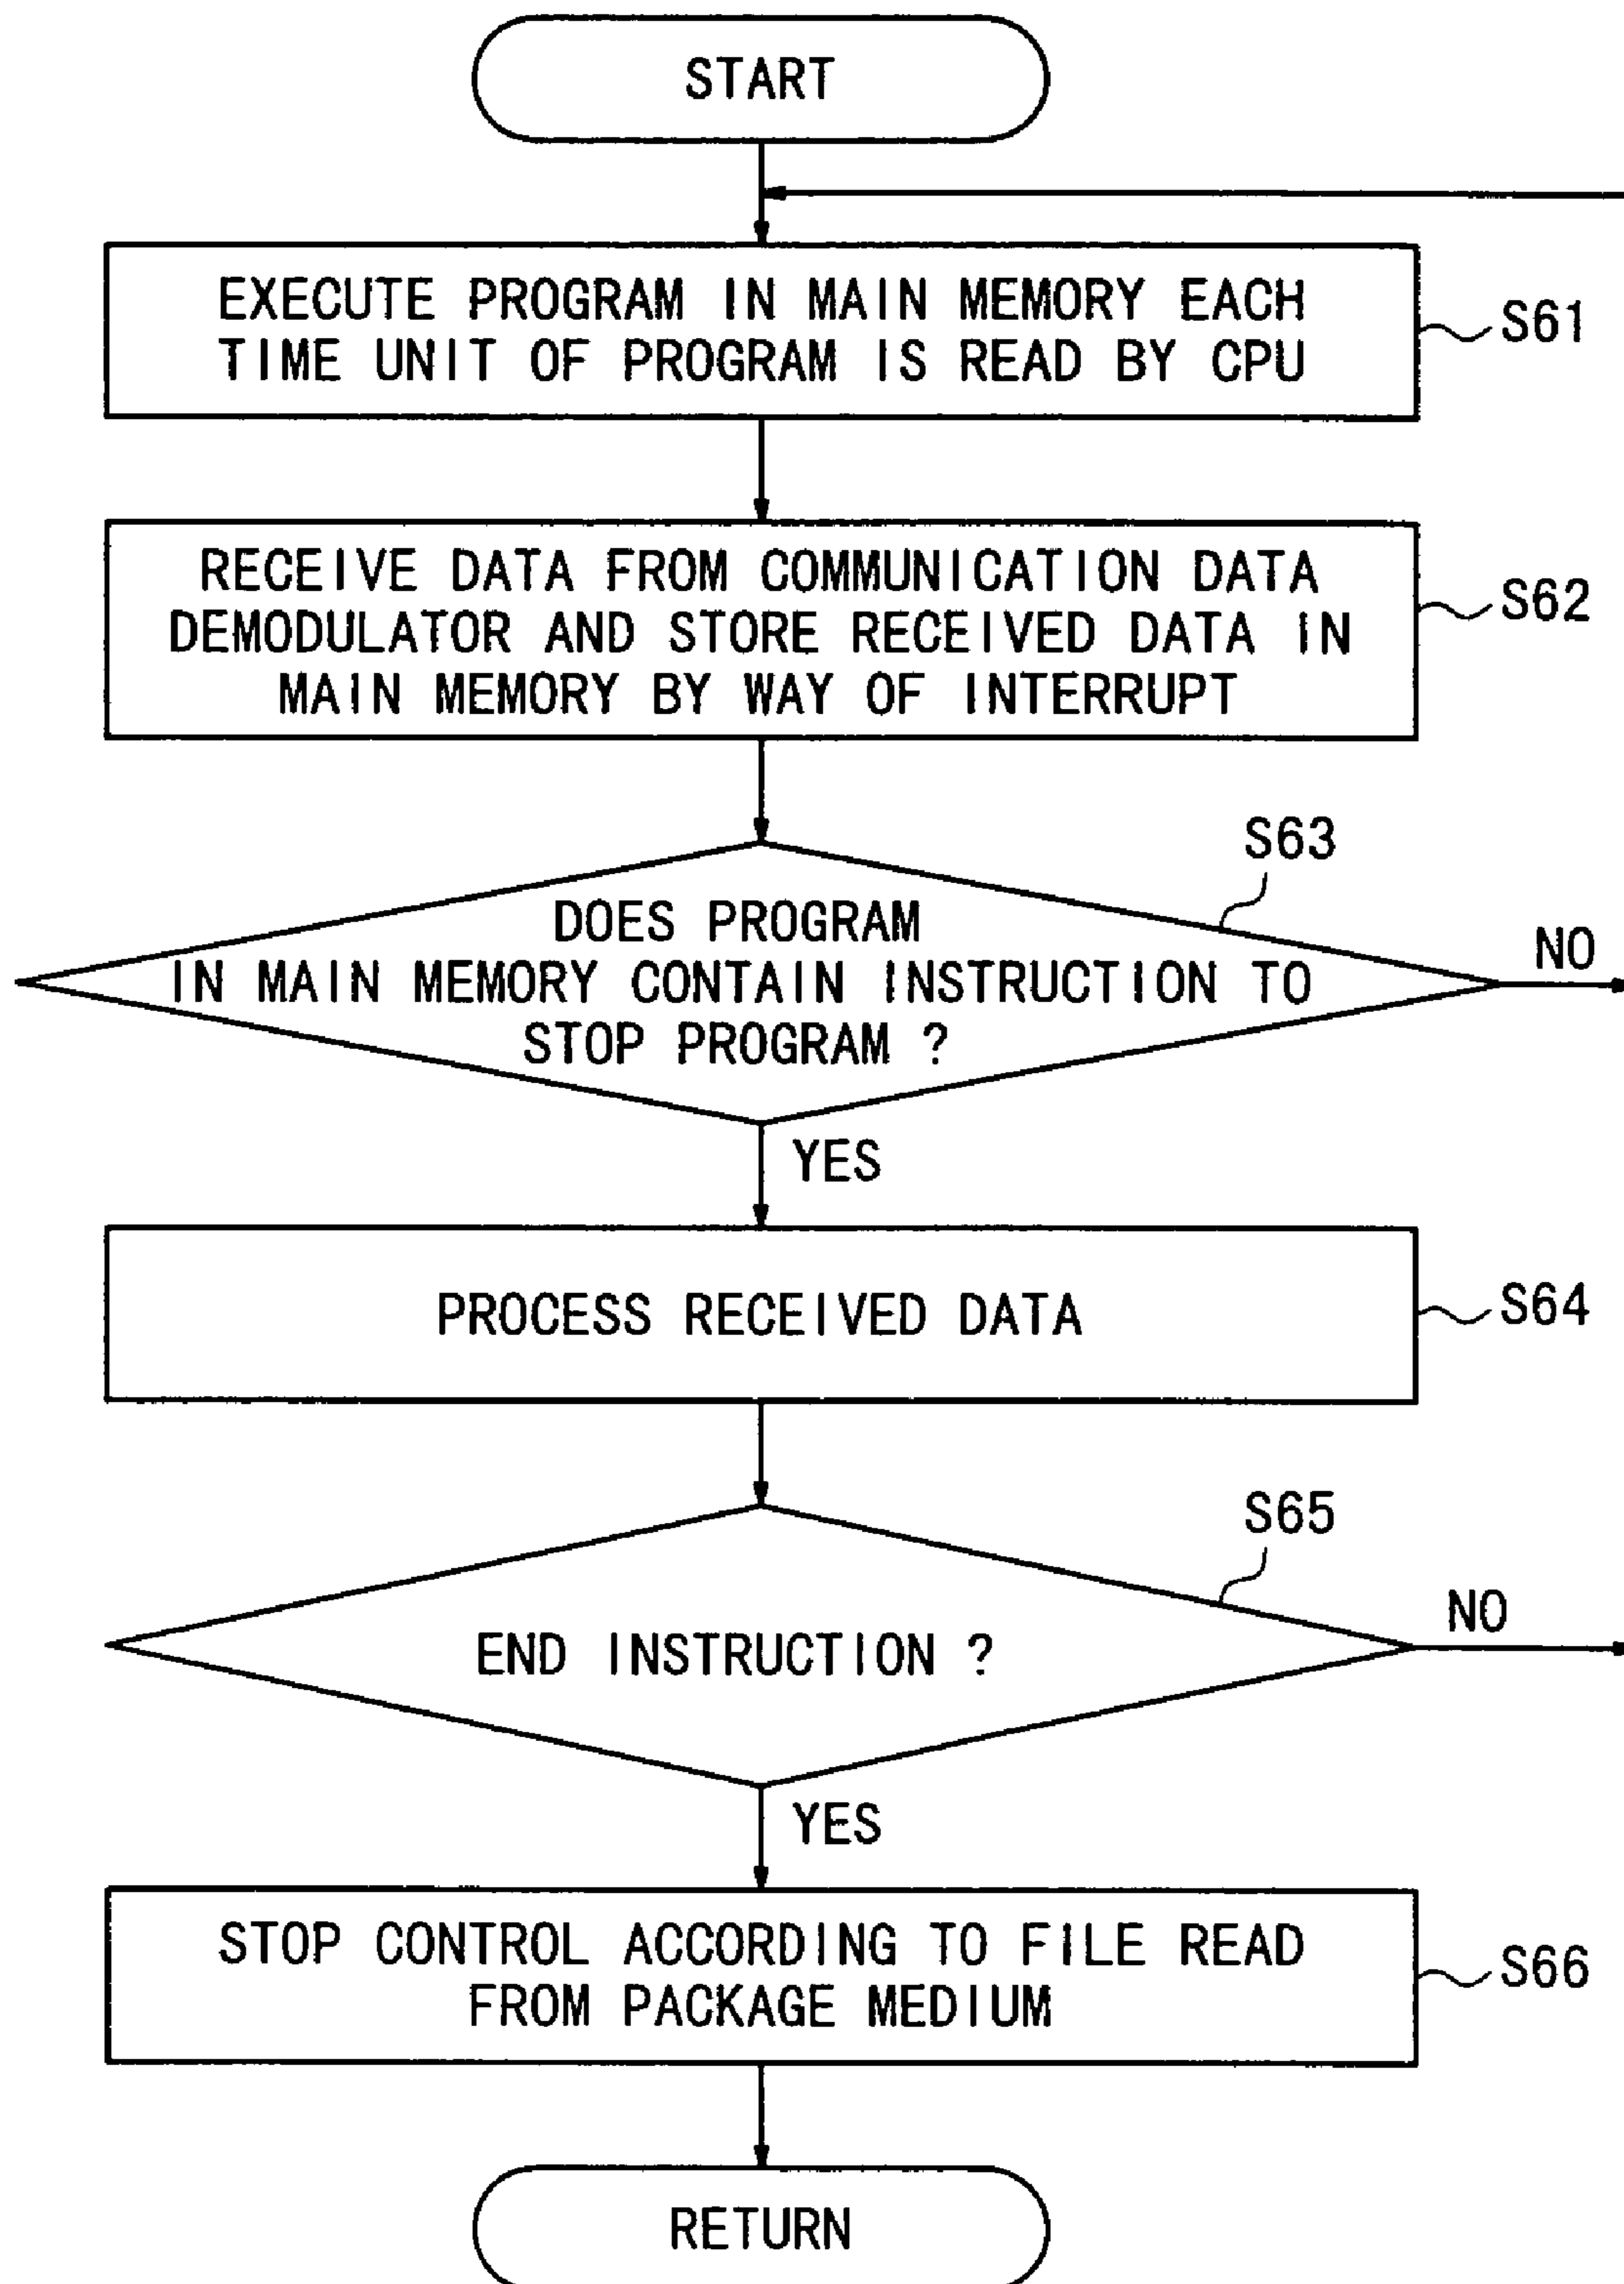 START
EXECUTE PROGRAM IN MAIN MEMORY EACH
TIME UNIT OF PROGRAM IS READ BY CPU
S61
RECEIVE DATA FROM COMMUNICATION DATA
DEMODULATOR AND STORE RECEIVED DATA IN
MAIN MEMORY BY WAY OF INTERRUPT
S62
S63
DOES PROGRAM
IN MAIN MEMORY CONTAIN INSTRUCTION TO
STOP PROGRAM ?
NO
YES
PROCESS RECEIVED DATA
S64
S65
END INSTRUCTION ?
NO
YES
STOP CONTROL ACCORDING TO FILE READ
FROM PACKAGE MEDIUM
S66
RETURN